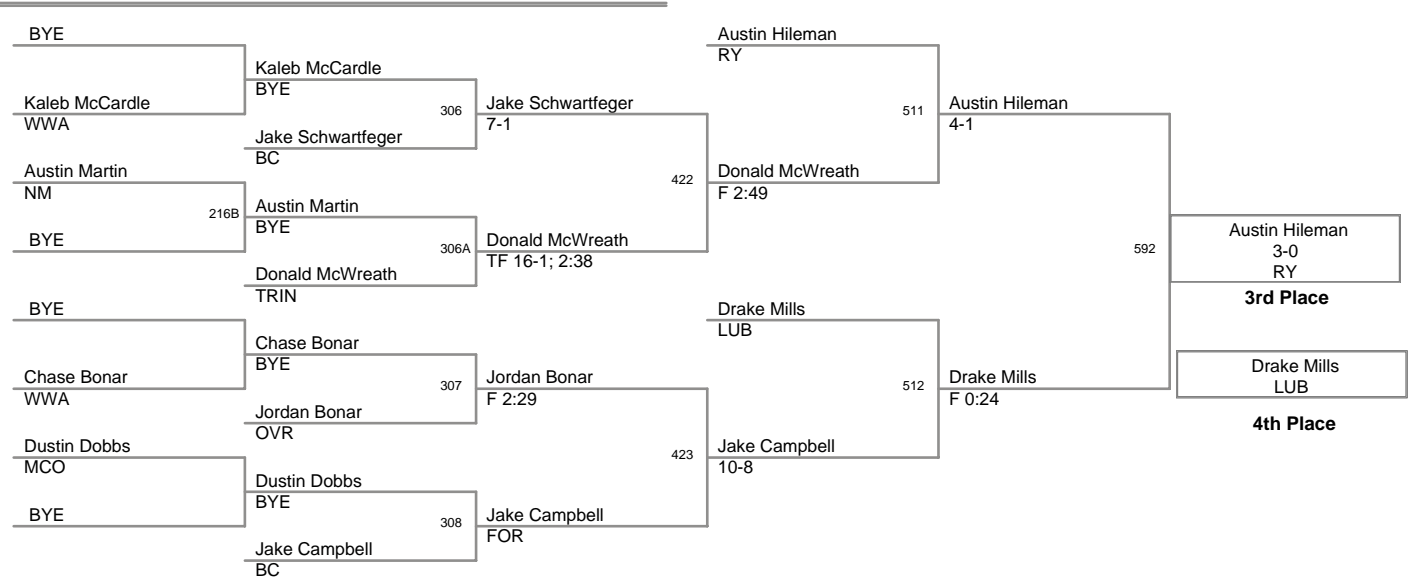 BYE
Kaleb McCardle
WWA
Austin Martin
NM
216B
BYE
BYE
Chase Bonar
WWA
Dustin Dobbs
MCO
BYE
Kaleb McCardle
BYE
306
Jake Schwartfeger
BC
Austin Martin
BYE
306A
Donald McWreath
TRIN
Chase Bonar
BYE
307
Jordan Bonar
OVR
Dustin Dobbs
BYE
308
Jake Campbell
BC
Jake Schwartfeger
7-1
422
Donald McWreath
TF 16-1; 2:38
Jordan Bonar
F 2:29
423
Jake Campbell
FOR
Austin Hileman
RY
511
Donald McWreath
F 2:49
Drake Mills
LUB
512
Jake Campbell
10-8
Austin Hileman
4-1
592
Drake Mills
F 0:24
Austin Hileman
3-0
RY
3rd Place
Drake Mills
LUB
4th Place